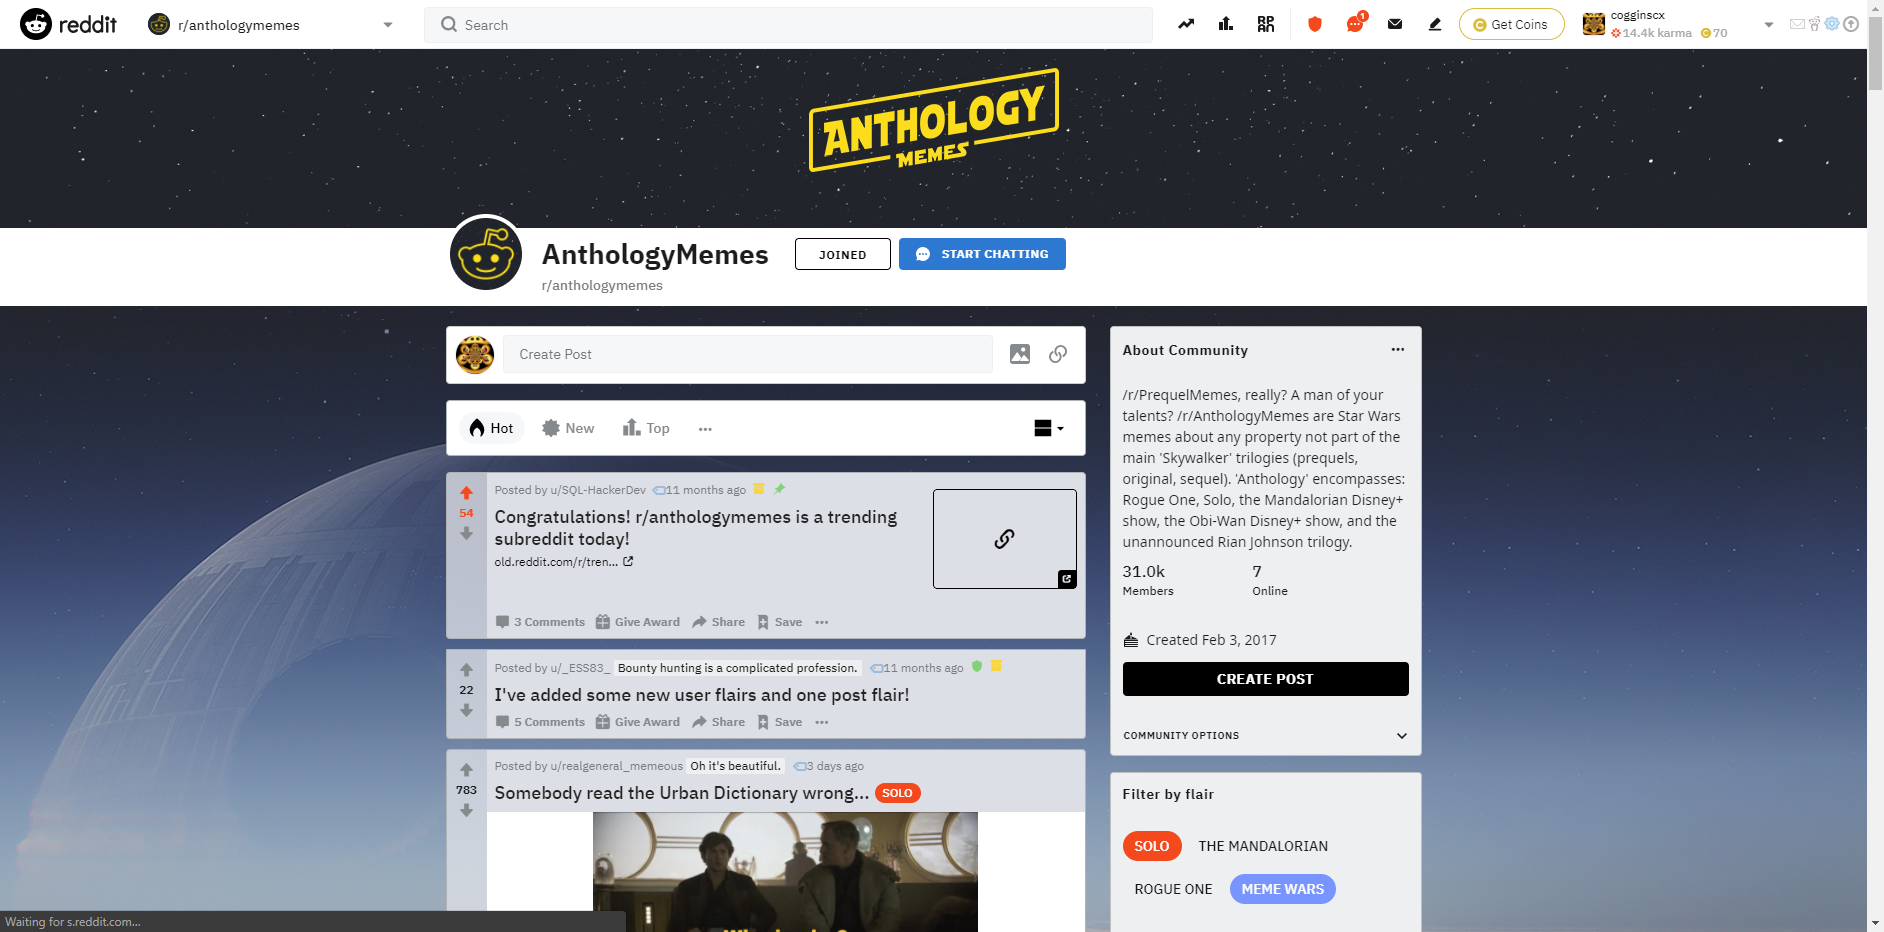 reddit
r/anthologymemes
Search
1
Get Coins
cogginscx
14.4k karma
70
ANTHOLOGY
MEMES
AnthologyMemes
JOINED
START CHATTING
r/anthologymemes
Create Post
Hot
New
Top
Posted by u/SQL-HackerDev 11 months ago
54
Congratulations! r/anthologymemes is a trending
subreddit today!
old.reddit.com/r/tren...
3 Comments Give Award Share Save
Posted by u/_ESS83_ Bounty hunting is a complicated profession. 11 months ago
22
I've added some new user flairs and one post flair!
5 Comments Give Award Share Save
Posted by u/realgeneral_memeous Oh it's beautiful. 3 days ago
783
Somebody read the Urban Dictionary wrong... SOLO
About Community
/r/PrequelMemes, really? A man of your
talents? /r/AnthologyMemes are Star Wars
memes about any property not part of the
main 'Skywalker' trilogies (prequels,
original, sequel). 'Anthology' encompasses:
Rogue One, Solo, the Mandalorian Disney+
show, the Obi-Wan Disney+ show, and the
unannounced Rian Johnson trilogy.
31.0k 7
Members Online
Created Feb 3, 2017
CREATE POST
COMMUNITY OPTIONS
Filter by flair
SOLO THE MANDALORIAN
ROGUE ONE MEME WARS
Waiting for s.reddit.com...